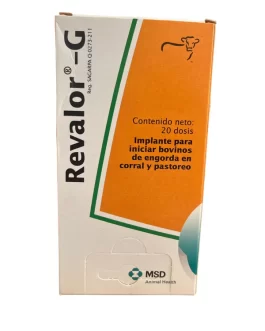 Revalor®-G
Reg. SAGARPA Q-0273-211
Contenido neto:
20 dosis
Implante para
iniciar bovinos
de engorda en
corral y pastoreo
MSD
Animal Health